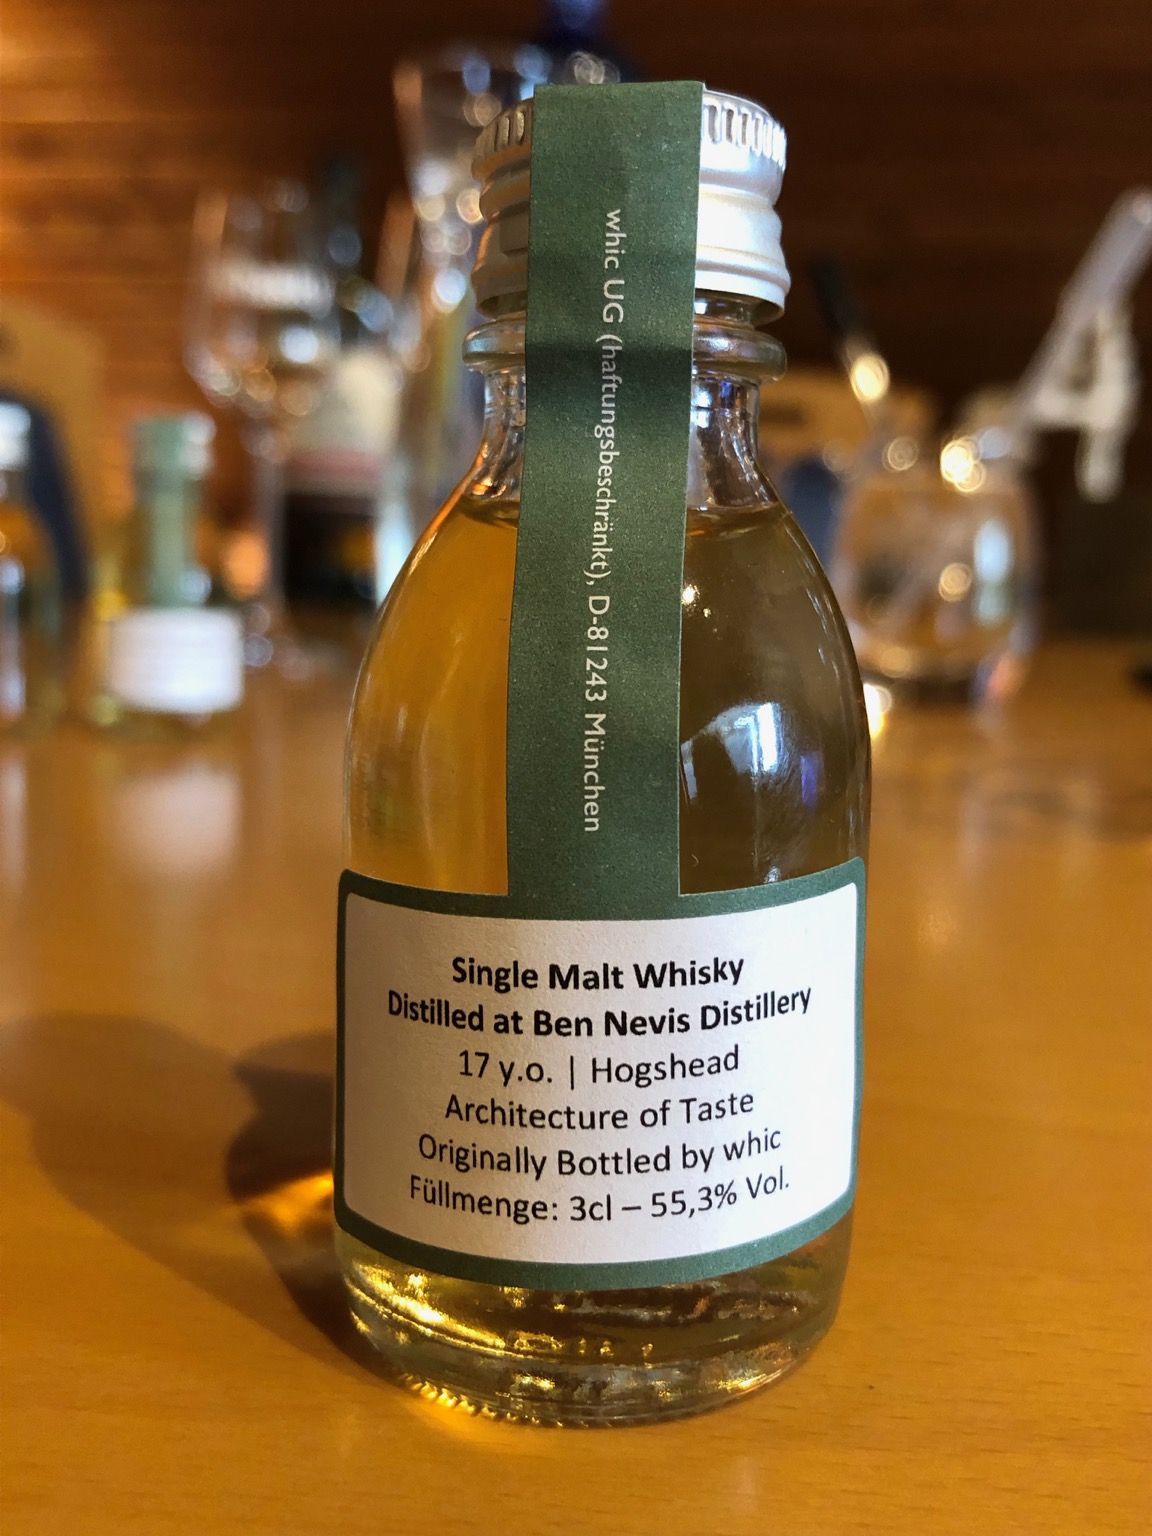 whic UG (haftungsbeschränkt), D-81243 München
Single Malt Whisky
Distilled at Ben Nevis Distillery
17 y.o. | Hogshead
Architecture of Taste
Originally Bottled by whic
Füllmenge: 3cl – 55,3% Vol.